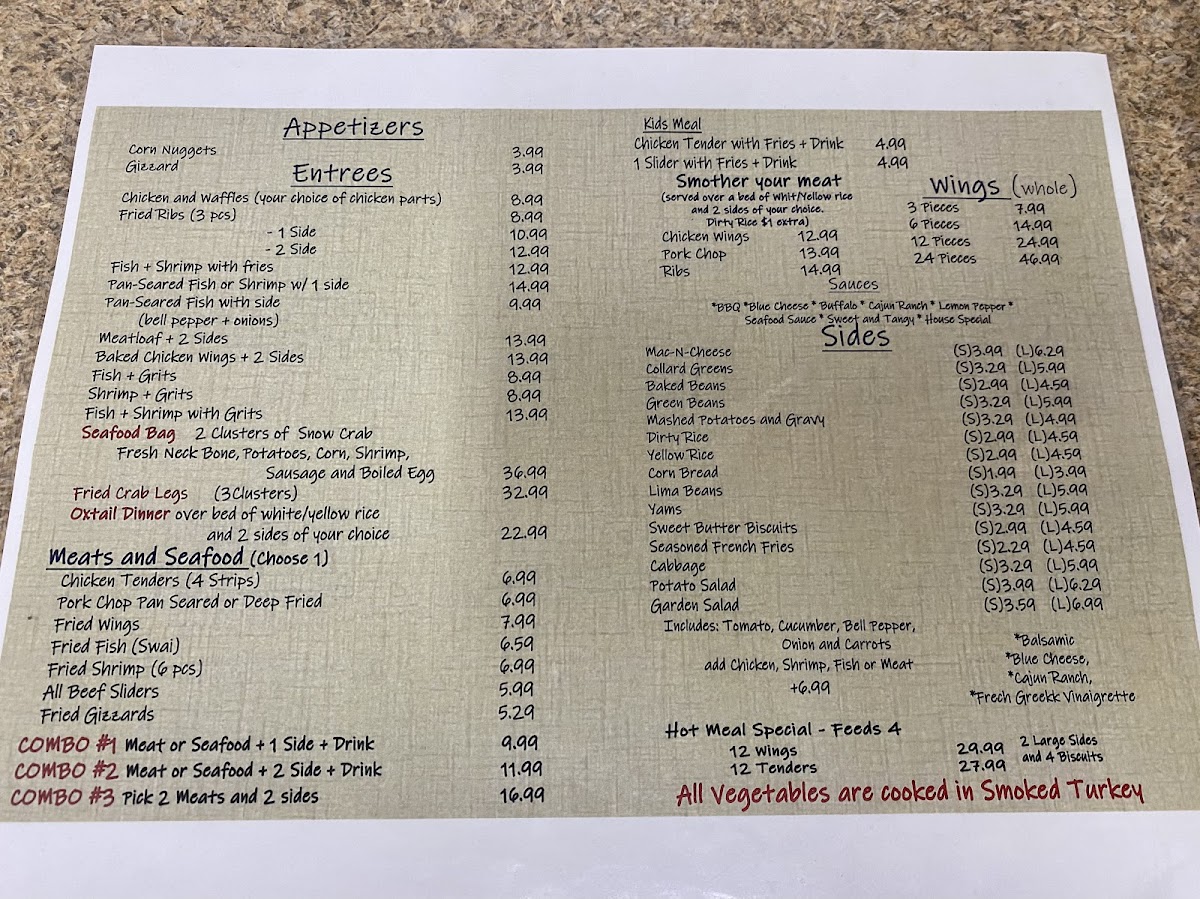 Appetizers
Corn Nuggets 3.99
Gizzard 3.99
Entrees
Chicken and Waffles (your choice of chicken parts) 8.99
Fried Ribs (3 pcs) 8.99
- 1 Side 10.99
- 2 Side 12.99
Fish + Shrimp with fries 12.99
Pan-Seared Fish or Shrimp w/ 1 side 14.99
Pan-Seared Fish with side 9.99
(bell pepper + onions)
Meatloaf + 2 Sides 13.99
Baked Chicken Wings + 2 Sides 13.99
Fish + Grits 8.99
Shrimp + Grits 8.99
Fish + Shrimp with Grits 13.99
Seafood Bag 2 Clusters of Snow Crab
Fresh Neck Bone, Potatoes, Corn, Shrimp,
Sausage and Boiled Egg 36.99
Fried Crab Legs (3Clusters) 32.99
Oxtail Dinner over bed of white/yellow rice
and 2 sides of your choice 22.99
Meats and Seafood (Choose 1)
Chicken Tenders (4 Strips) 6.99
Pork Chop Pan Seared or Deep Fried 6.99
Fried Wings 7.99
Fried Fish (Swai) 6.59
Fried Shrimp (6 pcs) 6.99
All Beef Sliders 5.99
Fried Gizzards 5.29
COMBO #1 Meat or Seafood + 1 Side + Drink 9.99
COMBO #2 Meat or Seafood + 2 Side + Drink 11.99
COMBO #3 Pick 2 Meats and 2 sides 16.99
Kids Meal
Chicken Tender with Fries + Drink 4.99
1 Slider with Fries + Drink 4.99
Smother your meat
(served over a bed of whit/Yellow rice
and 2 sides of your choice.
Dirty Rice $1 extra)
Chicken Wings 12.99
Pork Chop 13.99
Ribs 14.99
Wings (whole)
3 Pieces 7.99
6 Pieces 14.99
12 Pieces 24.99
24 Pieces 46.99
Sauces
*BBQ *Blue Cheese * Buffalo * Cajun Ranch * Lemon Pepper *
Seafood Sauce * Sweet and Tangy * House Special
Sides
Mac-N-Cheese (S)3.99 (L)6.29
Collard Greens (S)3.29 (L)5.99
Baked Beans (S)2.99 (L)4.59
Green Beans (S)3.29 (L)5.99
Mashed Potatoes and Gravy (S)3.29 (L)4.99
Dirty Rice (S)2.99 (L)4.59
Yellow Rice (S)2.99 (L)4.59
Corn Bread (S)1.99 (L)3.99
Lima Beans (S)3.29 (L)5.99
Yams (S)3.29 (L)5.99
Sweet Butter Biscuits (S)2.99 (L)4.59
Seasoned French Fries (S)2.29 (L)4.59
Cabbage (S)3.29 (L)5.99
Potato Salad (S)3.99 (L)6.29
Garden Salad (S)3.59 (L)6.99
Includes: Tomato, Cucumber, Bell Pepper,
Onion and Carrots
add Chicken, Shrimp, Fish or Meat
+6.99
*Balsamic
*Blue Cheese,
*Cajun Ranch,
*Frech Greekk Vinaigrette
Hot Meal Special - Feeds 4
12 Wings 29.99
12 Tenders 27.99
2 Large Sides
and 4 Biscuits
All Vegetables are cooked in Smoked Turkey